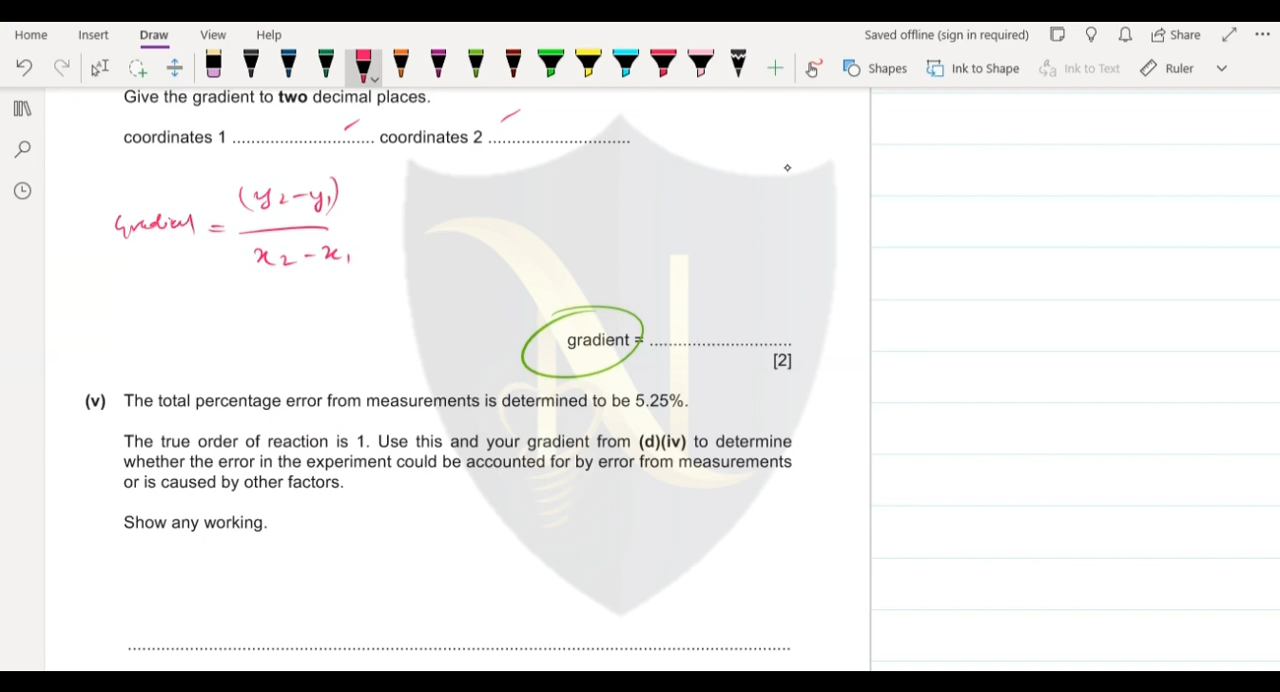 Home Insert Draw View Help Saved offline (sign in required) Share
Shapes Ink to Shape Ink to Text Ruler
Give the gradient to two decimal places.
coordinates 1 .............................. coordinates 2 ..............................
(y2-y1)
Gradient =
x2-x1
gradient = ..............................
[2]
(v) The total percentage error from measurements is determined to be 5.25%.
The true order of reaction is 1. Use this and your gradient from (d)(iv) to determine
whether the error in the experiment could be accounted for by error from measurements
or is caused by other factors.
Show any working.